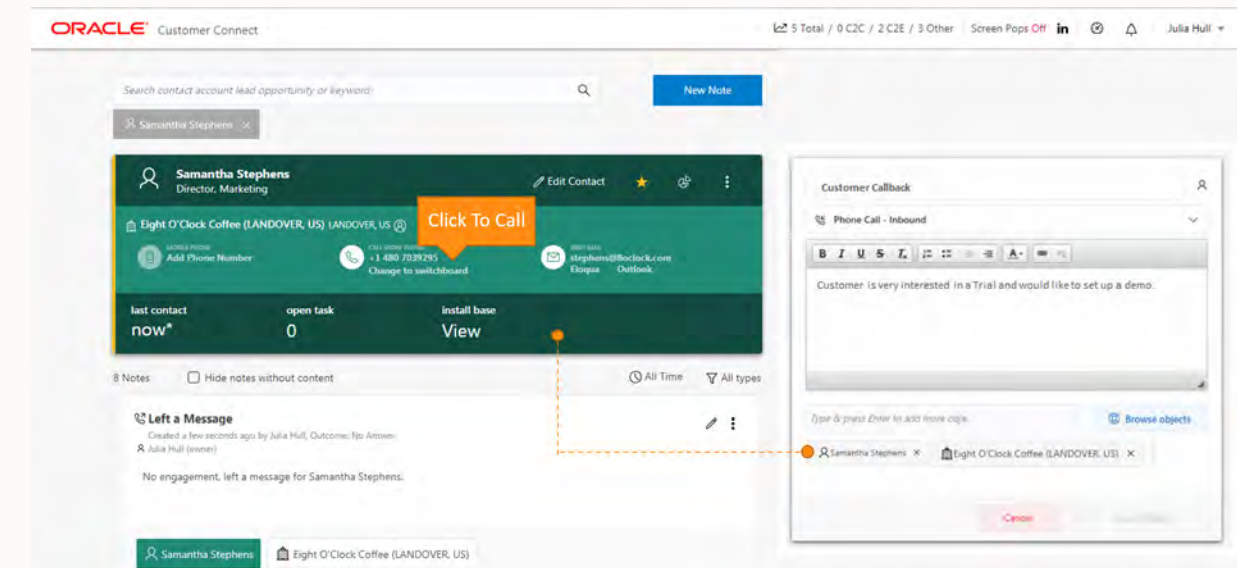 ORACLE Customer Connect
5 Total / 0 C2C / 2 C2E / 3 Other Screen Pops Off in Julia Hull
Search contact account lead opportunity or keyword
New Note
Samantha Stephens ×
Samantha Stephens
Director, Marketing
Edit Contact
Eight O'Clock Coffee (LANDOVER, US) LANDOVER, US
Click To Call
MOBILE PHONE
Add Phone Number
+1 480 7039295
Change to switchboard
stephens@8oclock.com
Eloqua Outlook
last contact open task install base
now* 0 View
8 Notes Hide notes without content All Time All types
Left a Message
Created a few seconds ago by Julia Hull, Outcome: No Answer
Julia Hull (owner)
No engagement, left a message for Samantha Stephens.
Samantha Stephens Eight O'Clock Coffee (LANDOVER, US)
Customer Callback
Phone Call - Inbound
B I U S Ix A
Customer is very interested in a Trial and would like to set up a demo.
Type & press Enter to add more
Browse objects
Samantha Stephens × Eight O'Clock Coffee (LANDOVER, US) ×
Cancel